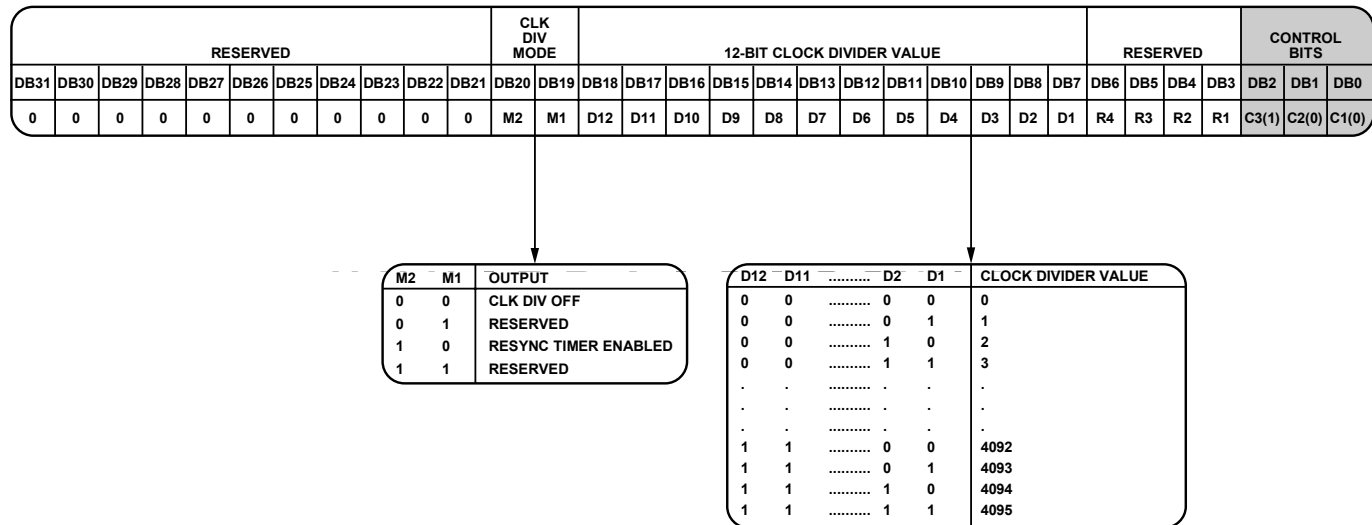 RESERVED CLK DIV MODE 12-BIT CLOCK DIVIDER VALUE RESERVED CONTROL BITS
DB31 DB30 DB29 DB28 DB27 DB26 DB25 DB24 DB23 DB22 DB21 DB20 DB19 DB18 DB17 DB16 DB15 DB14 DB13 DB12 DB11 DB10 DB9 DB8 DB7 DB6 DB5 DB4 DB3 DB2 DB1 DB0
0 0 0 0 0 0 0 0 0 0 0 M2 M1 D12 D11 D10 D9 D8 D7 D6 D5 D4 D3 D2 D1 R4 R3 R2 R1 C3(1) C2(0) C1(0)
M2 M1 OUTPUT
0 0 CLK DIV OFF
0 1 RESERVED
1 0 RESYNC TIMER ENABLED
1 1 RESERVED
D12 D11 .......... D2 D1 CLOCK DIVIDER VALUE
0 0 .......... 0 0 0
0 0 .......... 0 1 1
0 0 .......... 1 0 2
0 0 .......... 1 1 3
. . .......... . . .
. . .......... . . .
. . .......... . . .
1 1 .......... 0 0 4092
1 1 .......... 0 1 4093
1 1 .......... 1 0 4094
1 1 .......... 1 1 4095